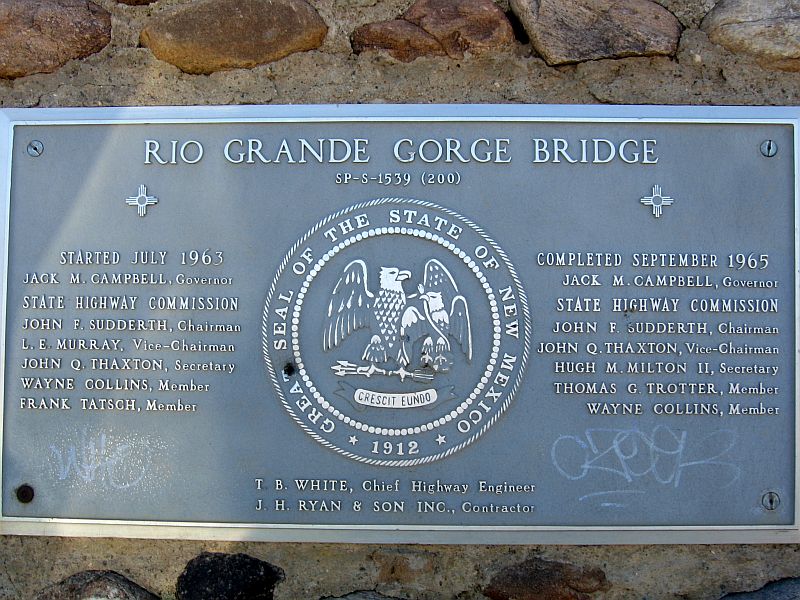 RIO GRANDE GORGE BRIDGE
SP-S-1539 (200)
STARTED JULY 1963
JACK M. CAMPBELL, Governor
STATE HIGHWAY COMMISSION
JOHN F. SUDDERTH, Chairman
L. E. MURRAY, Vice-Chairman
JOHN Q. THAXTON, Secretary
WAYNE COLLINS, Member
FRANK TATSCH, Member
GREAT SEAL OF THE STATE OF NEW MEXICO
CRESCIT EUNDO
1912
COMPLETED SEPTEMBER 1965
JACK M. CAMPBELL, Governor
STATE HIGHWAY COMMISSION
JOHN F. SUDDERTH, Chairman
JOHN Q. THAXTON, Vice-Chairman
HUGH M. MILTON II, Secretary
THOMAS G. TROTTER, Member
WAYNE COLLINS, Member
T. B. WHITE, Chief Highway Engineer
J. H. RYAN & SON INC., Contractor